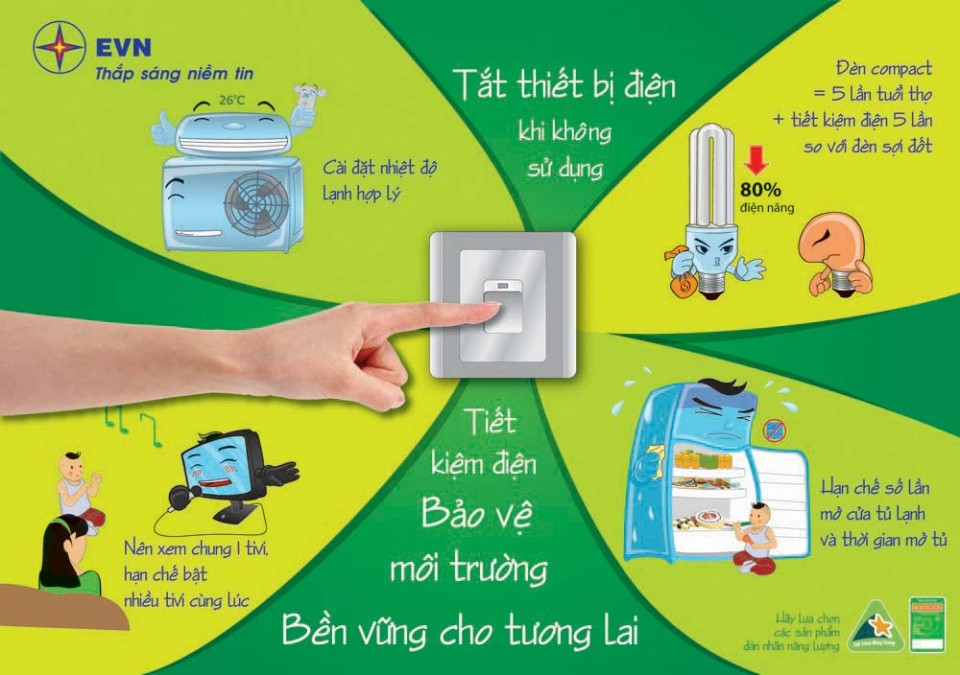 EVN
Thắp sáng niềm tin
26°C
Cài đặt nhiệt độ
lạnh hợp lý
Tắt thiết bị điện
khi không
sử dụng
Đèn compact
= 5 lần tuổi thọ
+ tiết kiệm điện 5 lần
so với đèn sợi đốt
80%
điện năng
Nên xem chung 1 tivi,
hạn chế bật
nhiều tivi cùng lúc
Tiết
kiệm điện
Bảo vệ
môi trường
Bền vững cho tương lai
Hạn chế số lần
mở cửa tủ lạnh
và thời gian mở tủ
Hãy lựa chọn
các sản phẩm
dán nhãn năng lượng